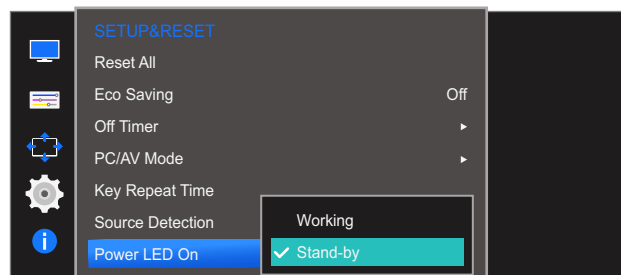 SETUP&RESET
Reset All
Eco Saving Off
Off Timer
PC/AV Mode
Key Repeat Time
Source Detection
Power LED On
Working
Stand-by